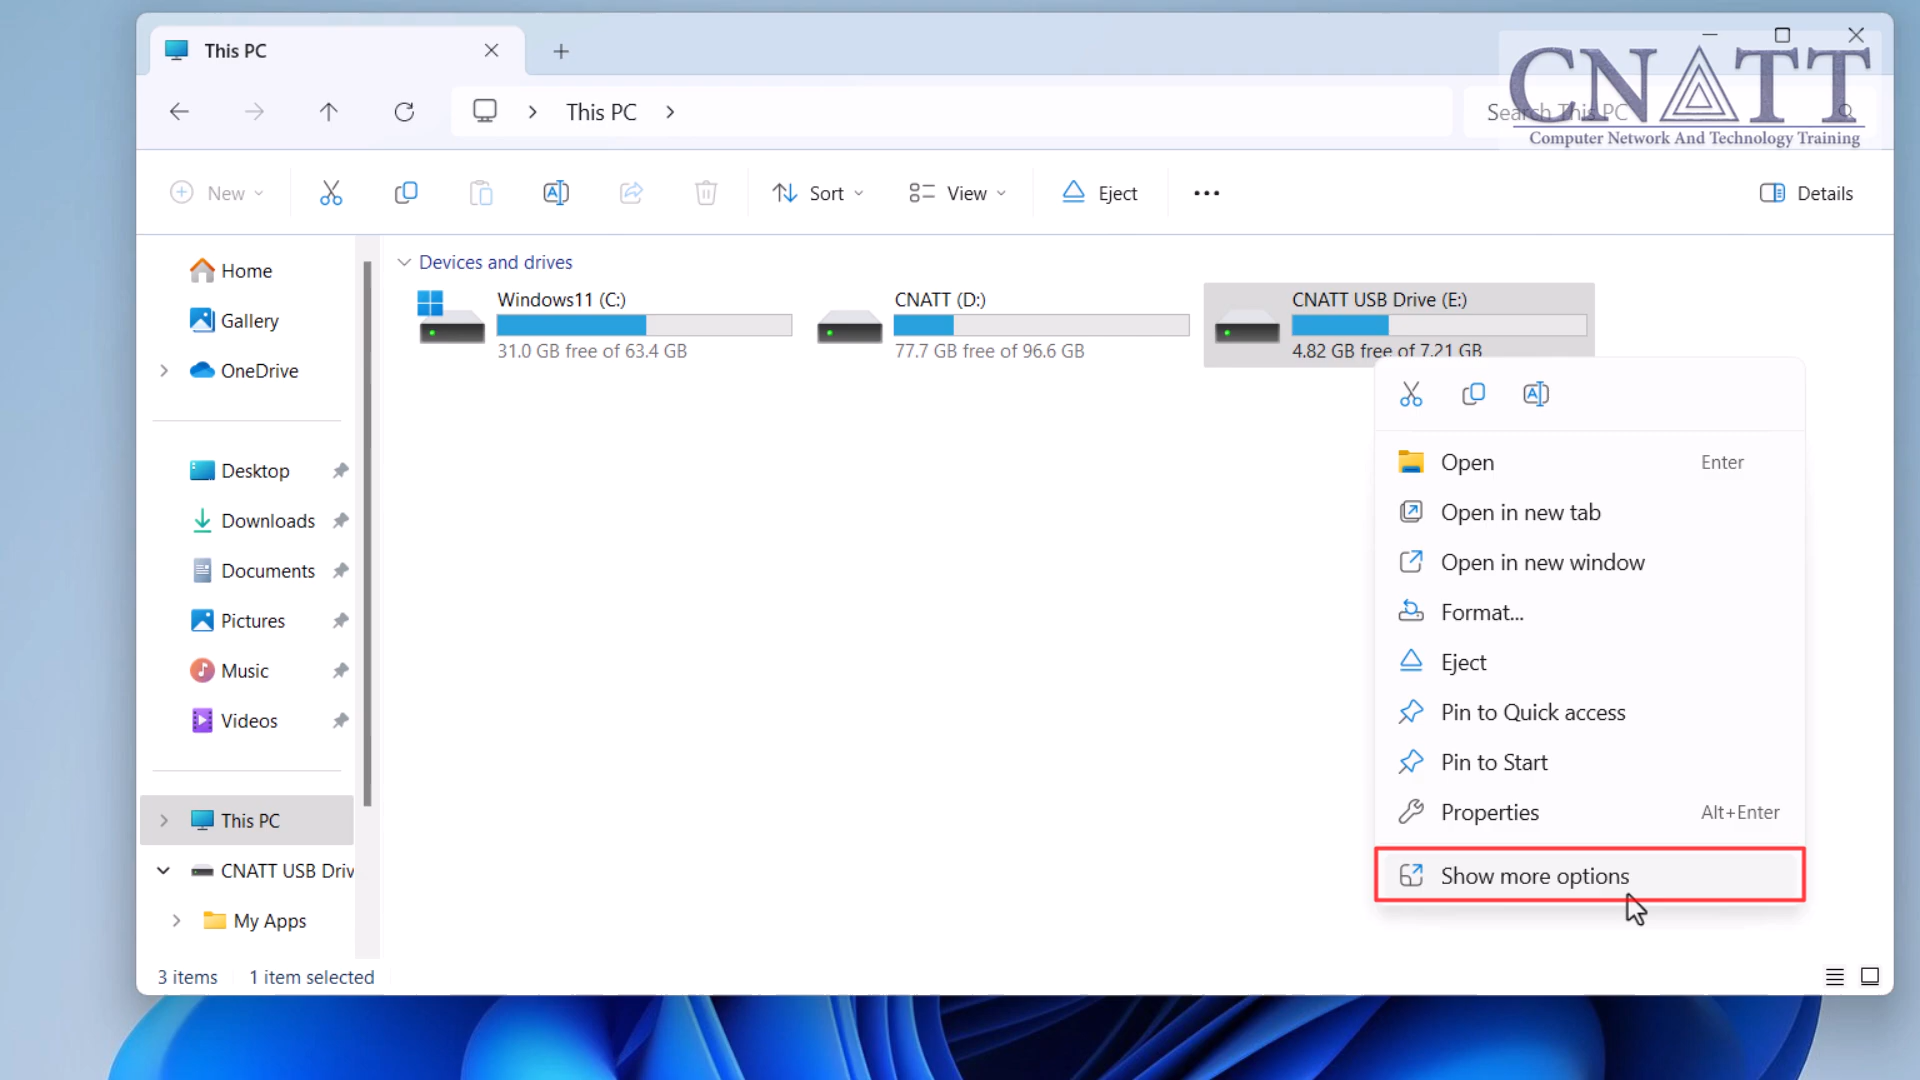 This PC
This PC
Search This PC
CNATT
Computer Network And Technology Training
New
Sort
View
Eject
Details
Home
Gallery
OneDrive
Desktop
Downloads
Documents
Pictures
Music
Videos
This PC
CNATT USB Driv
My Apps
Devices and drives
Windows11 (C:)
31.0 GB free of 63.4 GB
CNATT (D:)
77.7 GB free of 96.6 GB
CNATT USB Drive (E:)
4.82 GB free of 7.21 GB
Open Enter
Open in new tab
Open in new window
Format...
Eject
Pin to Quick access
Pin to Start
Properties Alt+Enter
Show more options
3 items 1 item selected